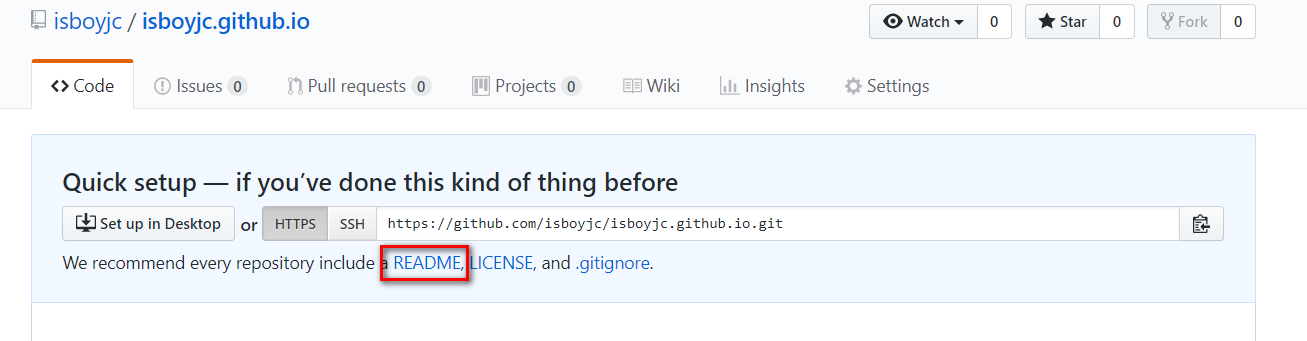 isboyjc / isboyjc.github.io
Watch 0 Star 0 Fork 0
Code Issues 0 Pull requests 0 Projects 0 Wiki Insights Settings
Quick setup — if you’ve done this kind of thing before
Set up in Desktop or HTTPS SSH https://github.com/isboyjc/isboyjc.github.io.git
We recommend every repository include a README, LICENSE, and .gitignore.